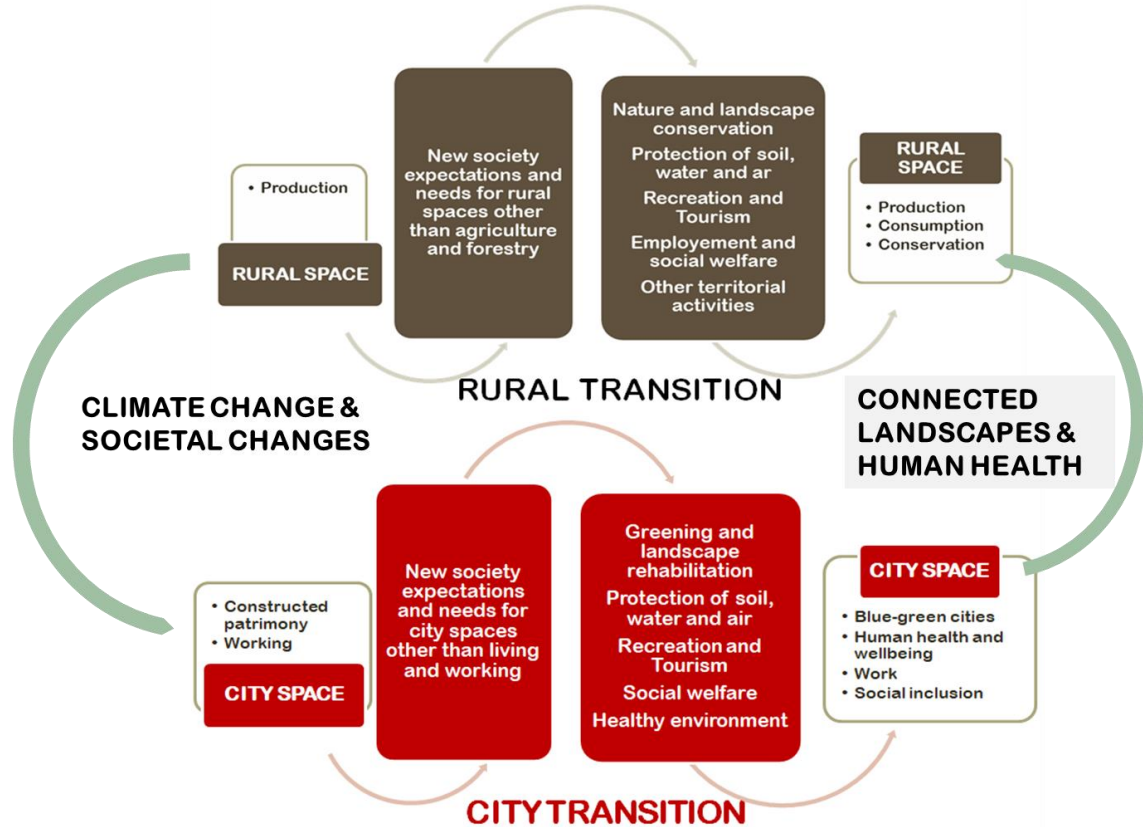 • Production
RURAL SPACE
New society
expectations and
needs for rural
spaces other
than agriculture
and forestry
Nature and landscape
conservation
Protection of soil,
water and ar
Recreation and
Tourism
Employement and
social welfare
Other territorial
activities
RURAL
SPACE
• Production
• Consumption
• Conservation
RURAL TRANSITION
CLIMATE CHANGE &
SOCIETAL CHANGES
CONNECTED
LANDSCAPES &
HUMAN HEALTH
• Constructed
patrimony
• Working
CITY SPACE
New society
expectations
and needs for
city spaces
other than living
and working
Greening and
landscape
rehabilitation
Protection of soil,
water and air
Recreation and
Tourism
Social welfare
Healthy environment
CITY SPACE
• Blue-green cities
• Human health and
wellbeing
• Work
• Social inclusion
CITY TRANSITION